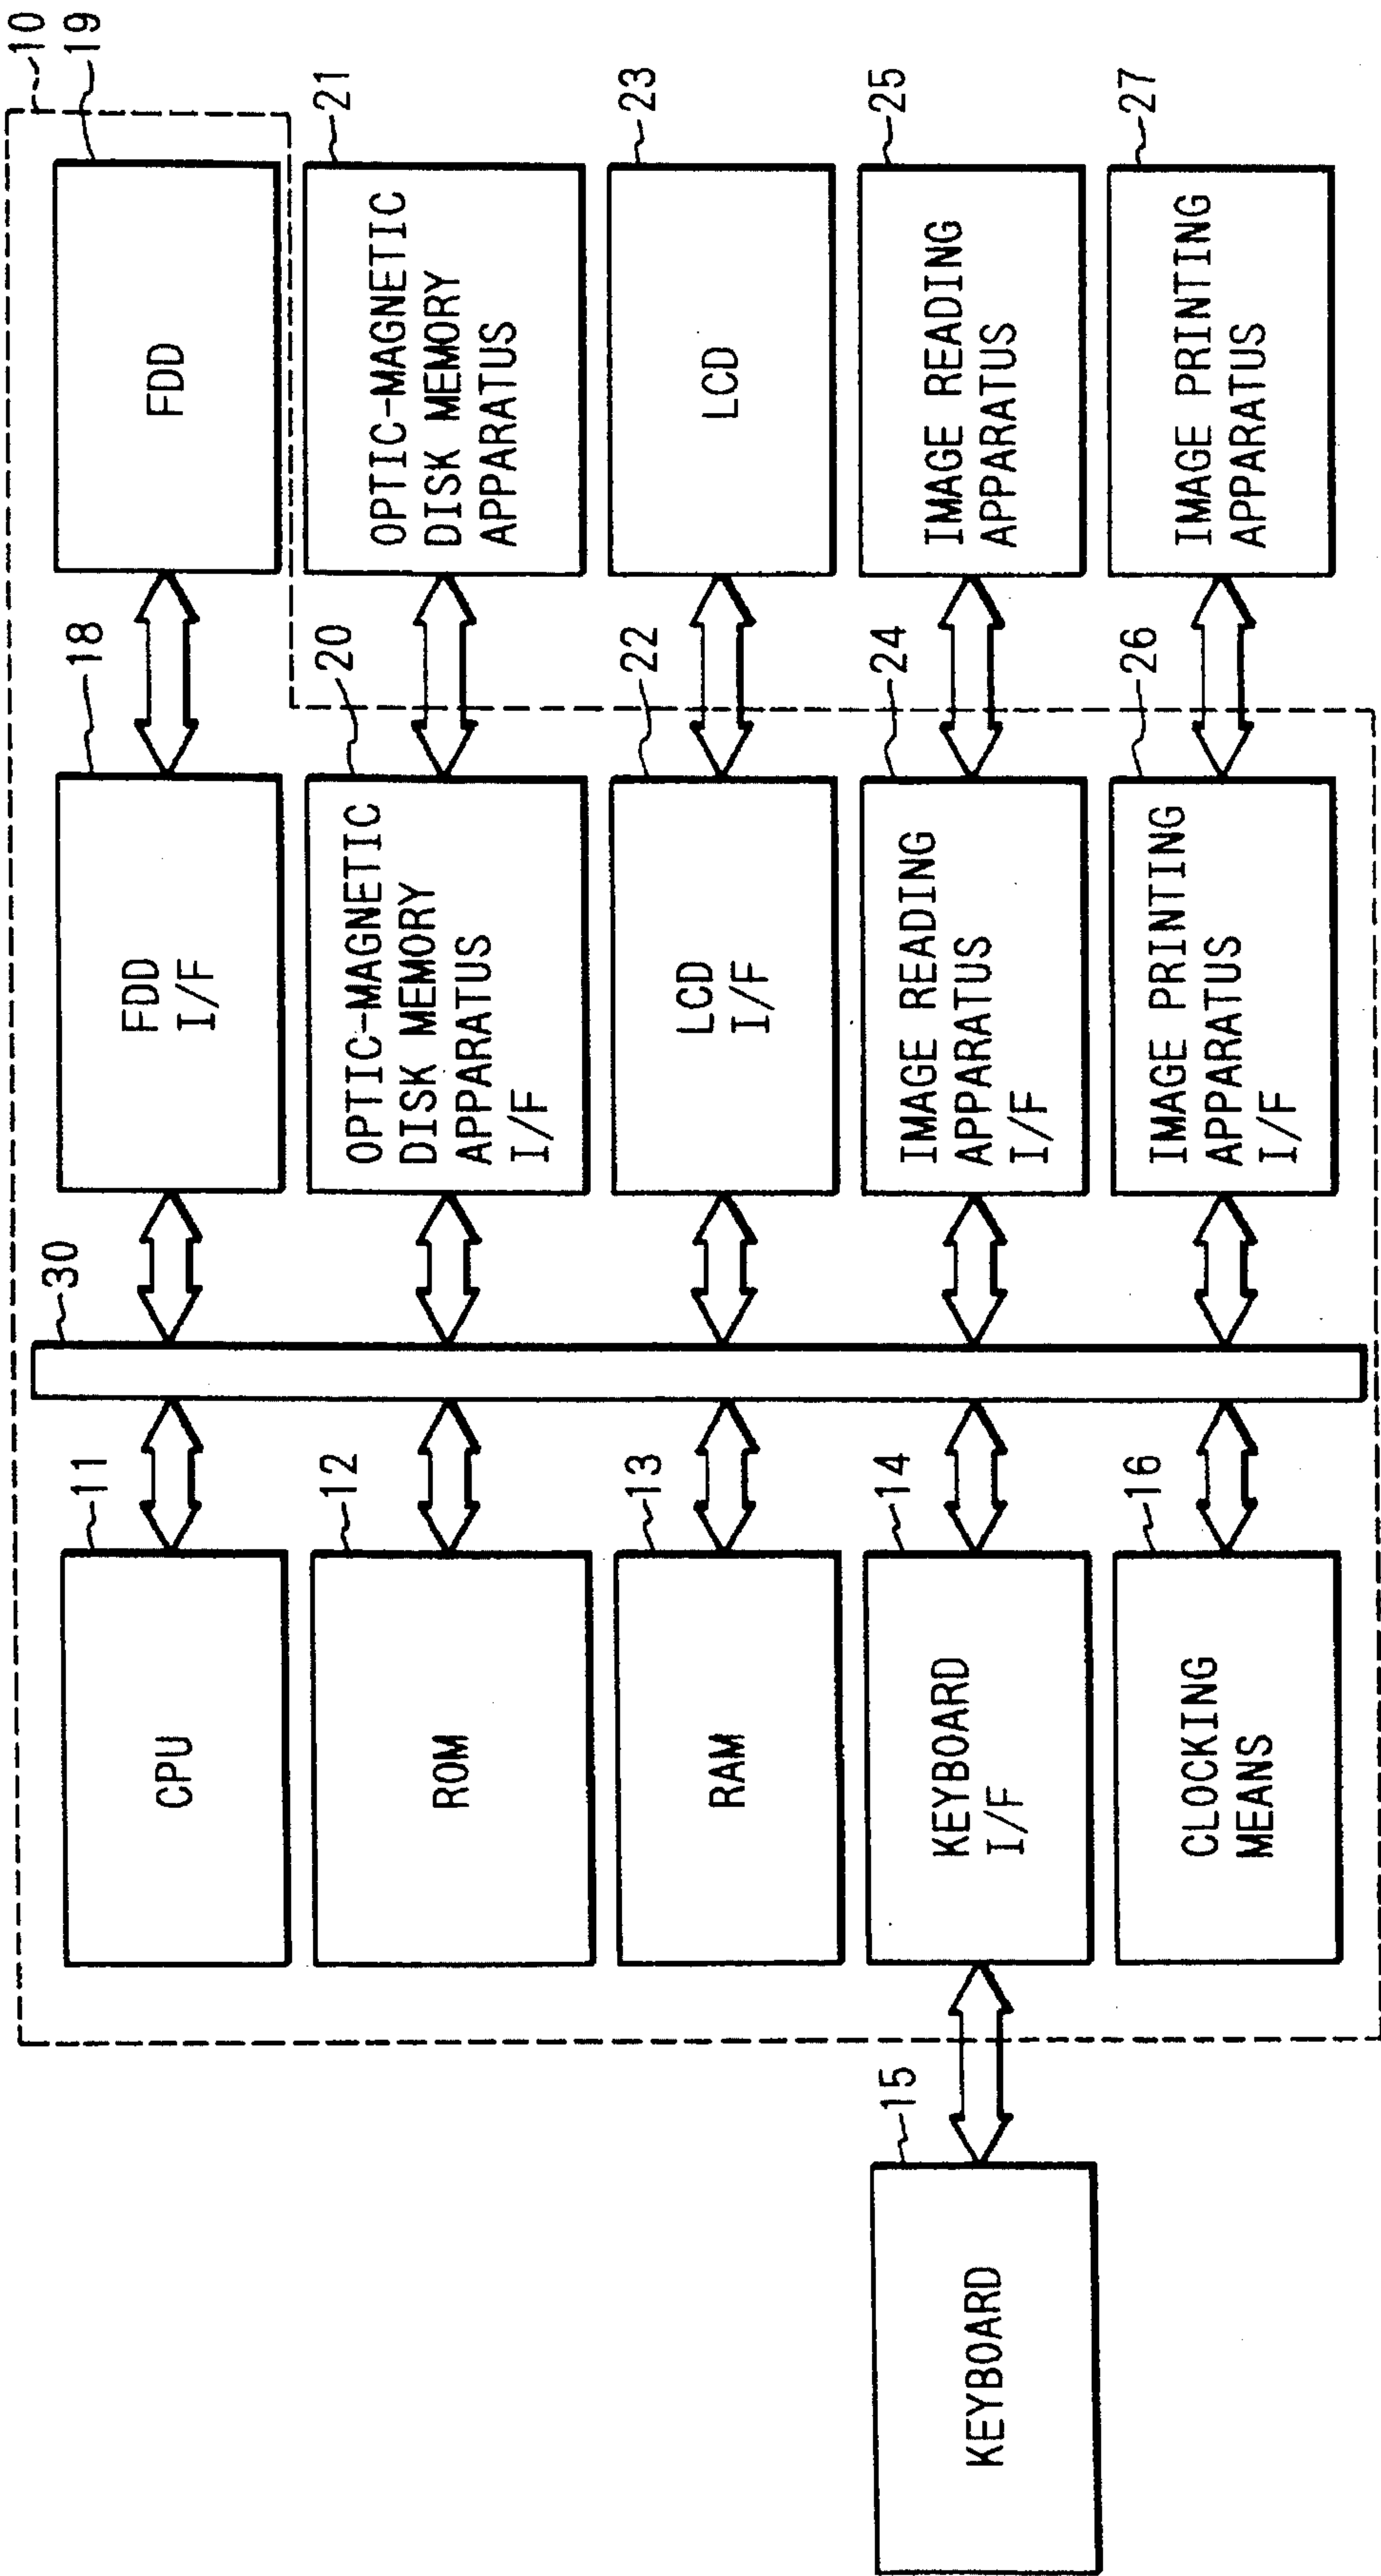 10
11
CPU
30
18
FDD
I/F
19
FDD
12
ROM
20
OPTIC-MAGNETIC
DISK MEMORY
APPARATUS
I/F
21
OPTIC-MAGNETIC
DISK MEMORY
APPARATUS
13
RAM
22
LCD
I/F
23
LCD
15
KEYBOARD
14
KEYBOARD
I/F
24
IMAGE READING
APPARATUS
I/F
25
IMAGE READING
APPARATUS
16
CLOCKING
MEANS
26
IMAGE PRINTING
APPARATUS
I/F
27
IMAGE PRINTING
APPARATUS